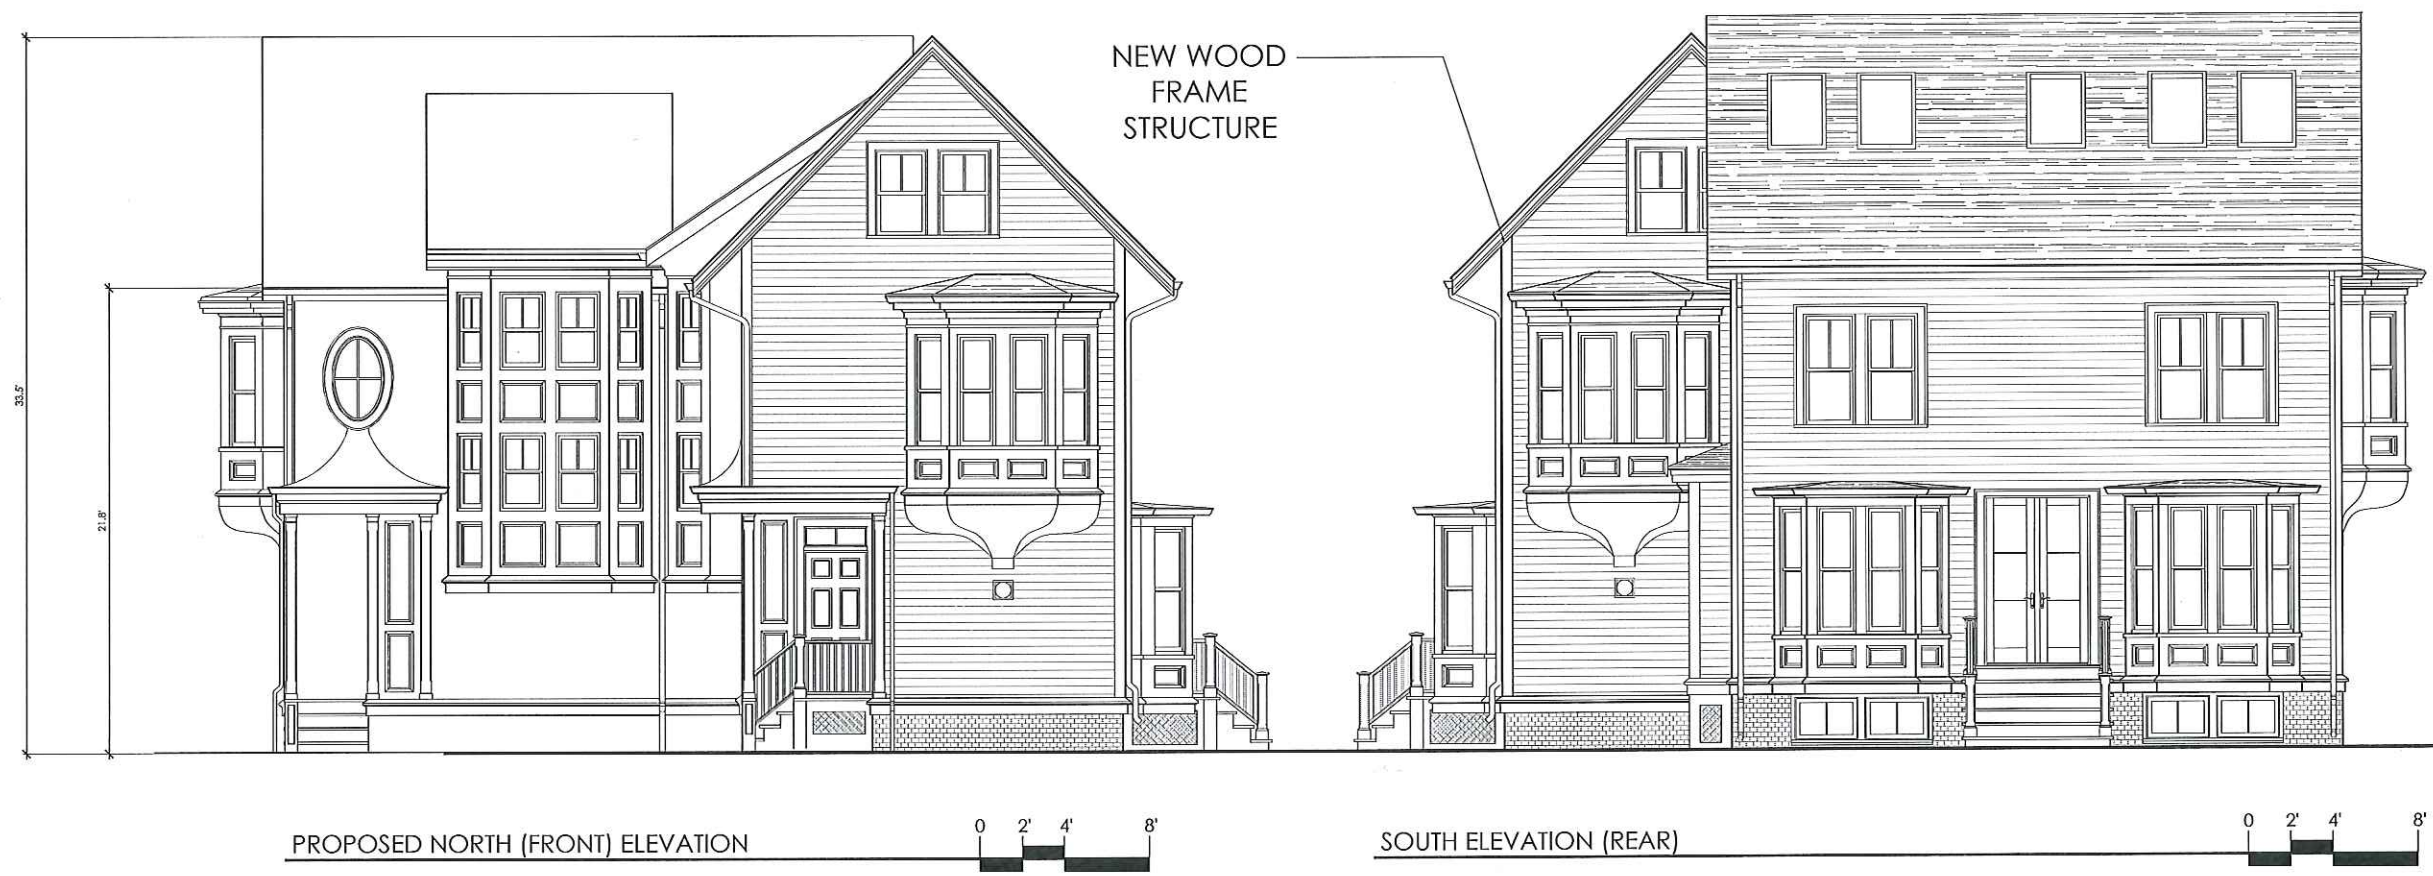 NEW WOOD
FRAME
STRUCTURE
33.5'
21.8'
PROPOSED NORTH (FRONT) ELEVATION
0 2' 4' 8'
SOUTH ELEVATION (REAR)
0 2' 4' 8'